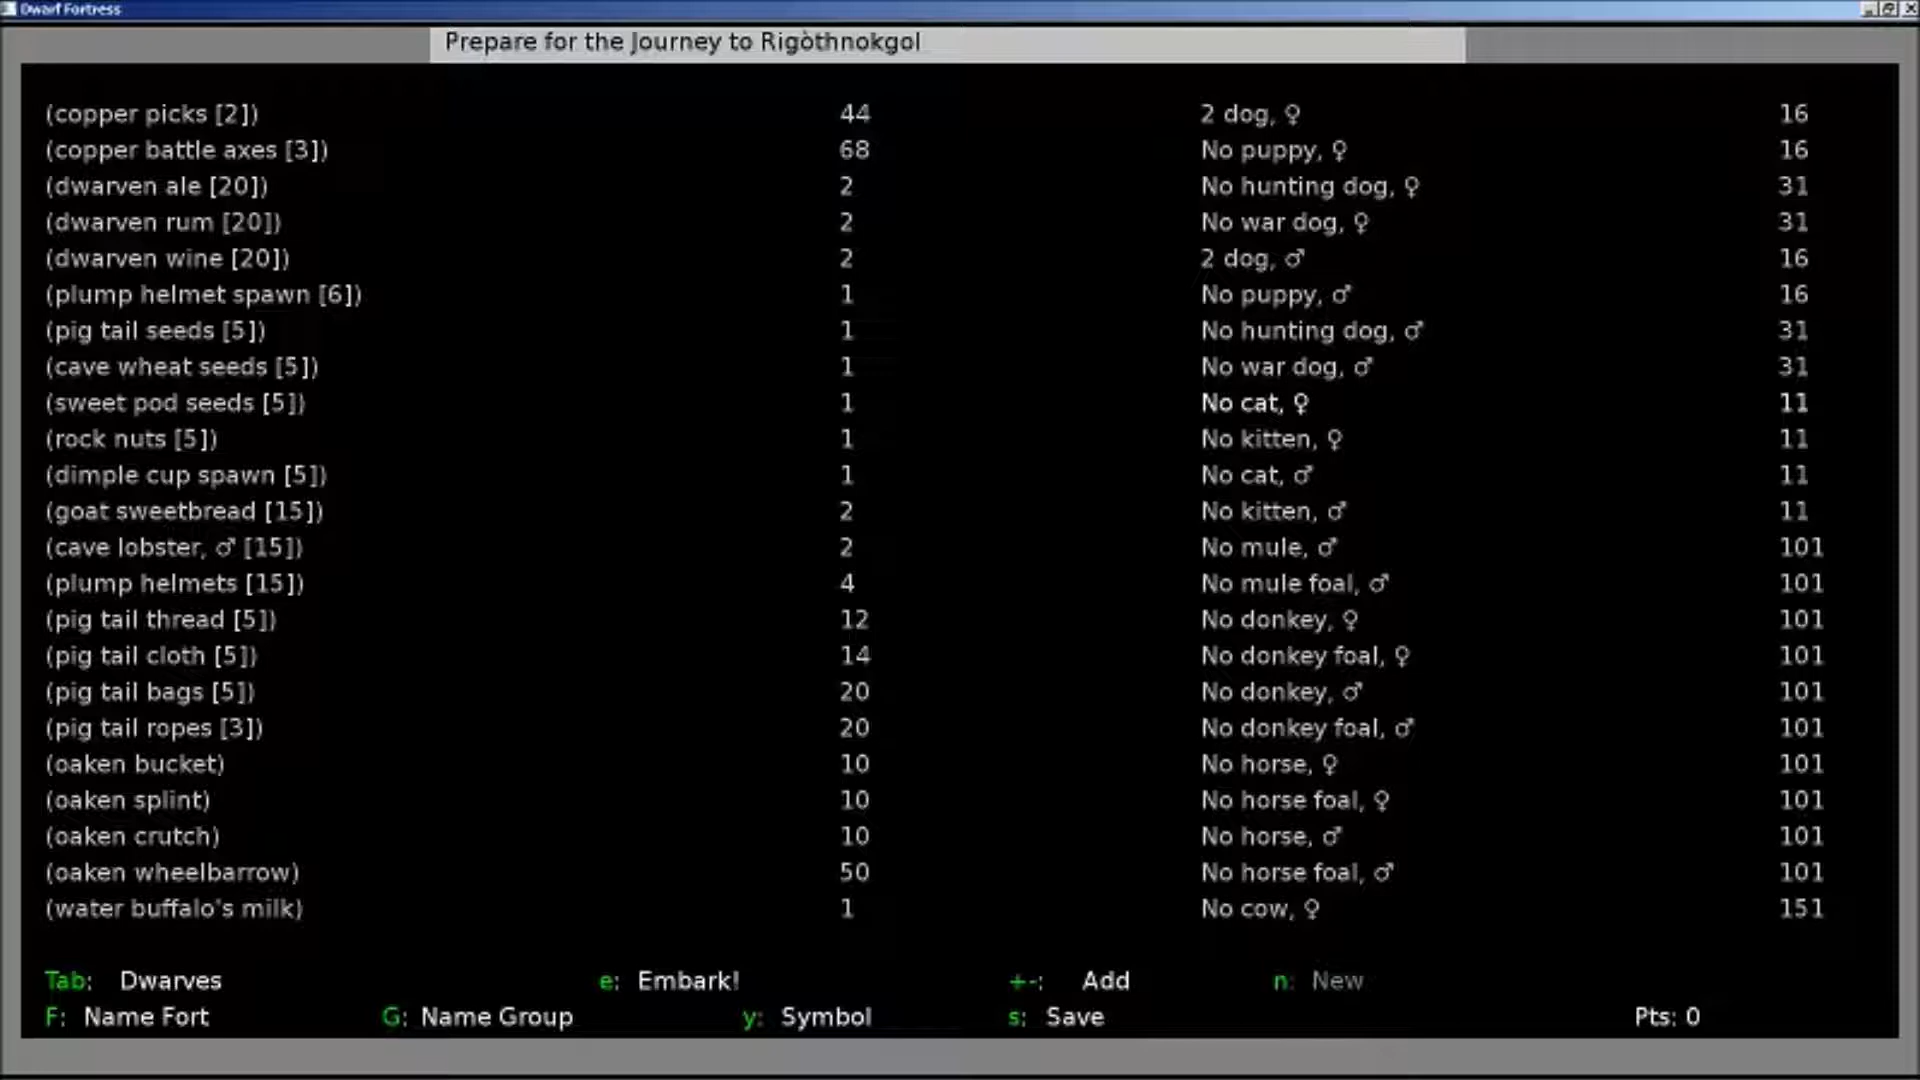 Dwarf Fortress
Prepare for the Journey to Rigòthnokgol
(copper picks [2]) 44 2 dog, ♀ 16
(copper battle axes [3]) 68 No puppy, ♀ 16
(dwarven ale [20]) 2 No hunting dog, ♀ 31
(dwarven rum [20]) 2 No war dog, ♀ 31
(dwarven wine [20]) 2 2 dog, ♂ 16
(plump helmet spawn [6]) 1 No puppy, ♂ 16
(pig tail seeds [5]) 1 No hunting dog, ♂ 31
(cave wheat seeds [5]) 1 No war dog, ♂ 31
(sweet pod seeds [5]) 1 No cat, ♀ 11
(rock nuts [5]) 1 No kitten, ♀ 11
(dimple cup spawn [5]) 1 No cat, ♂ 11
(goat sweetbread [15]) 2 No kitten, ♂ 11
(cave lobster, ♂ [15]) 2 No mule, ♂ 101
(plump helmets [15]) 4 No mule foal, ♂ 101
(pig tail thread [5]) 12 No donkey, ♀ 101
(pig tail cloth [5]) 14 No donkey foal, ♀ 101
(pig tail bags [5]) 20 No donkey, ♂ 101
(pig tail ropes [3]) 20 No donkey foal, ♂ 101
(oaken bucket) 10 No horse, ♀ 101
(oaken splint) 10 No horse foal, ♀ 101
(oaken crutch) 10 No horse, ♂ 101
(oaken wheelbarrow) 50 No horse foal, ♂ 101
(water buffalo's milk) 1 No cow, ♀ 151
Tab: Dwarves e: Embark! +-: Add n: New
F: Name Fort G: Name Group y: Symbol s: Save Pts: 0